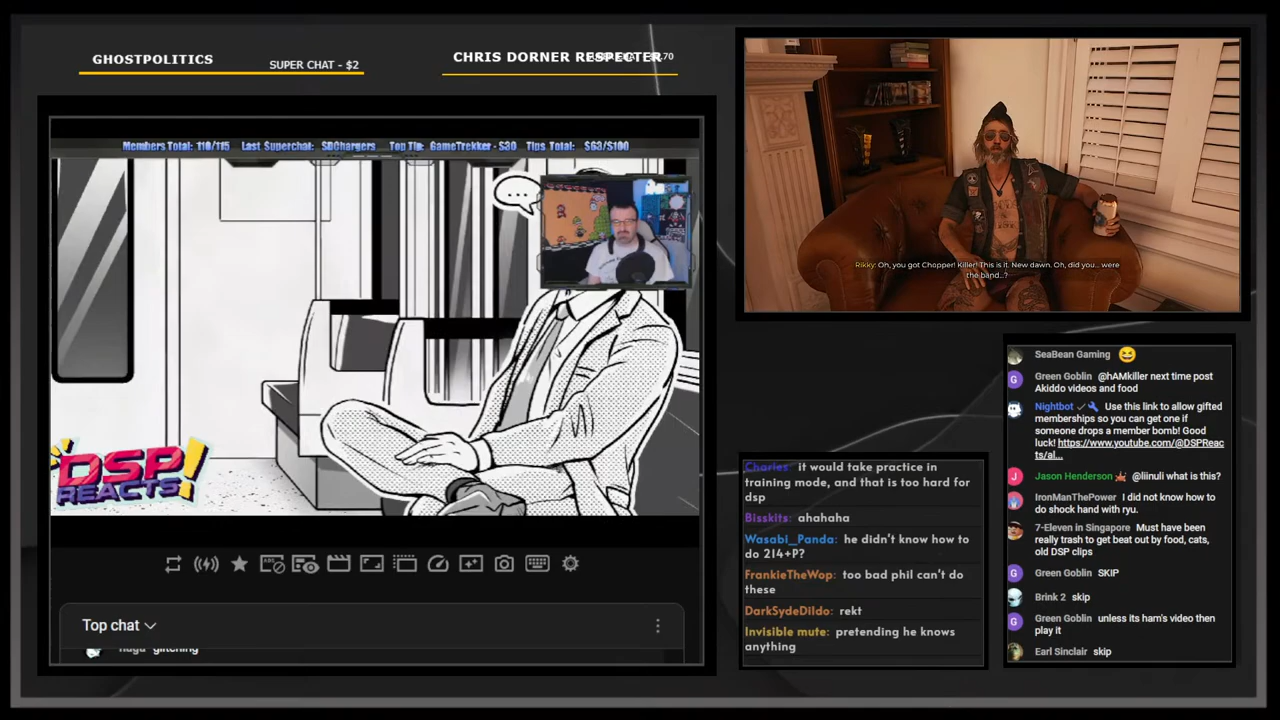 GHOSTPOLITICS
SUPER CHAT - $2
CHRIS DORNER RESPECTER
.70
Members Total: 110/115 Last Superchat: SDChargers Top Tip: GameTrekker - $30 Tips Total: $63/$100
...
DSP
REACTS!
Top chat
glitching
Rikky: Oh, you got Chopper! Killer! This is it. New dawn. Oh, did you... were
the band..?
Charles: it would take practice in
training mode, and that is too hard for
dsp
Bisskits: ahahaha
Wasabi_Panda: he didn't know how to
do 214+P?
FrankieTheWop: too bad phil can't do
these
DarkSydeDildo: rekt
Invisible mute: pretending he knows
anything
SeaBean Gaming 😆
G Green Goblin @hAMkiller next time post
Akiddo videos and food
Nightbot Use this link to allow gifted
memberships so you can get one if
someone drops a member bomb! Good
luck! https://www.youtube.com/@DSPReac
ts/al...
J Jason Henderson @liinuli what is this?
IronManThePower I did not know how to
do shock hand with ryu.
7-Eleven in Singapore Must have been
really trash to get beat out by food, cats,
old DSP clips
G Green Goblin SKIP
Brink 2 skip
G Green Goblin unless its ham's video then
play it
Earl Sinclair skip